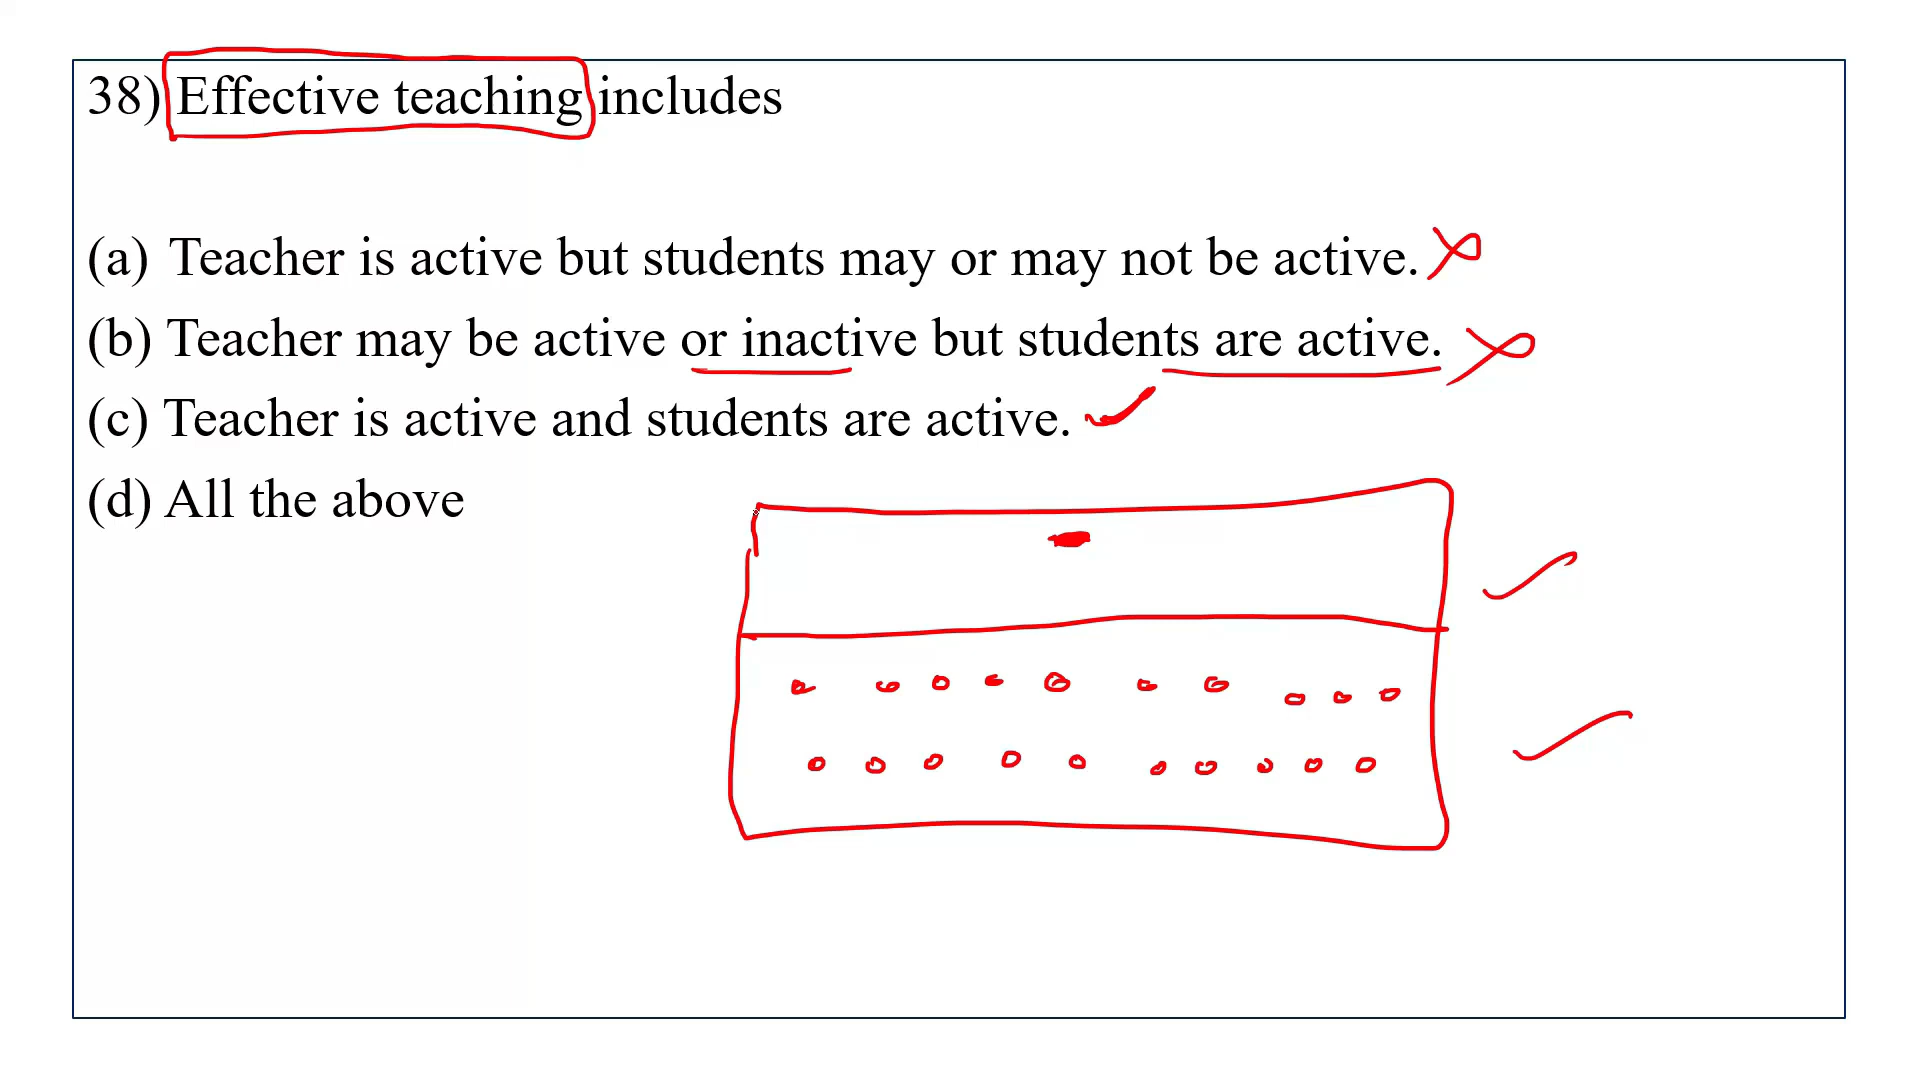 38) Effective teaching includes
(a) Teacher is active but students may or may not be active.
(b) Teacher may be active or inactive but students are active.
(c) Teacher is active and students are active.
(d) All the above